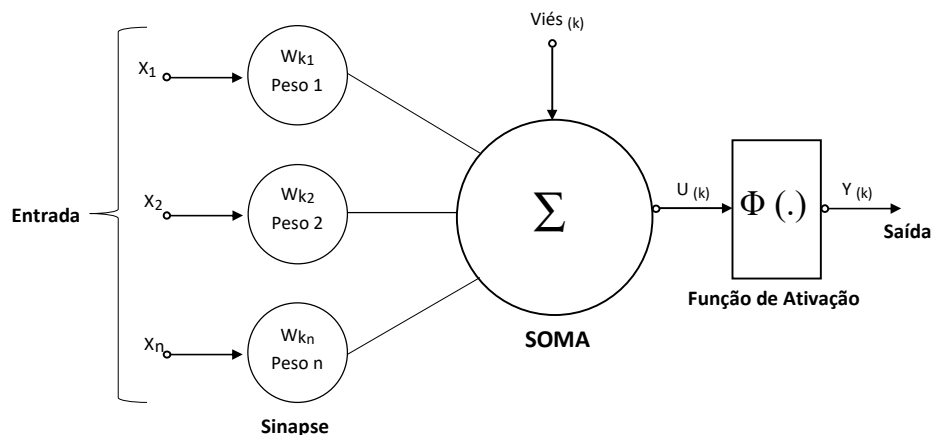 Viés (k)
X1
Wk1
Peso 1
Entrada
X2
Wk2
Peso 2
Σ
U (k)
Φ (.)
Y (k)
Saída
Função de Ativação
Xn
Wkn
Peso n
SOMA
Sinapse